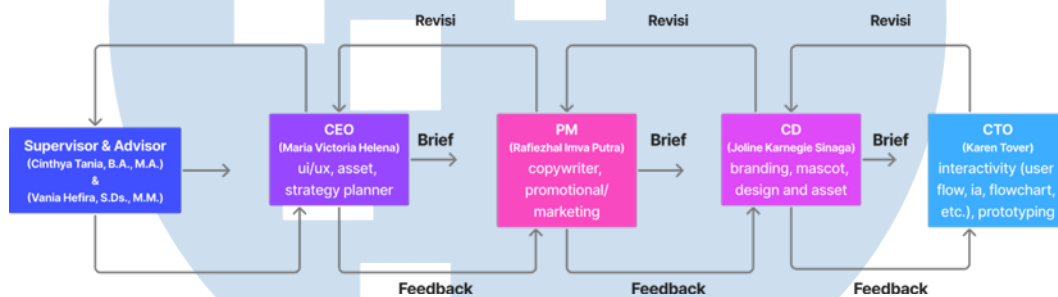 Revisi
Revisi
Supervisor & Advisor
(Cinthya Tania, B.A., M.A.)
&
(Vania Hefira, S.Ds., M.M.)
CEO
(Maria Victoria Helena)
ui/ux, asset,
strategy planner
Brief
PM
(Rafiezhal Imva Putra)
copywriter,
promotional/
marketing
Brief
CD
(Joline Karnegie Sinaga)
branding, mascot,
design and asset
Brief
CTO
(Karen Tover)
interactivity (user
flow, ia, flowchart,
etc.), prototyping
Feedback
Feedback
Feedback